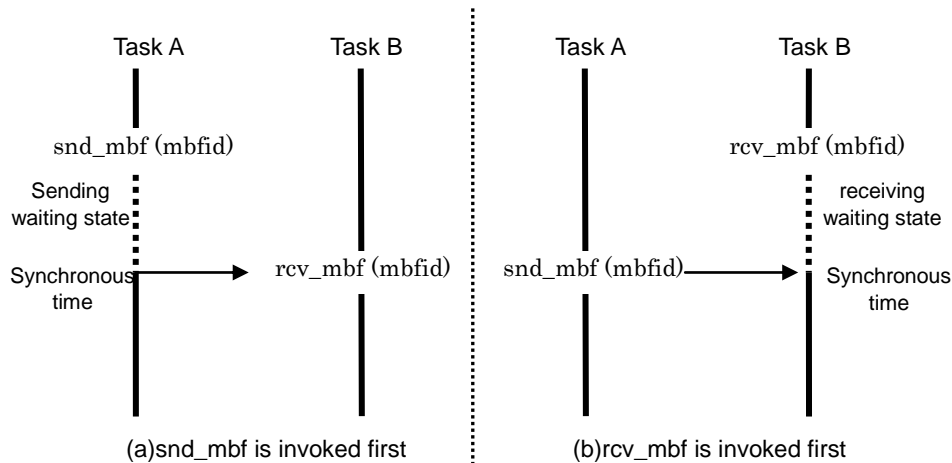 Task A
Task B
snd_mbf (mbfid)
Sending
waiting state
Synchronous
time
rcv_mbf (mbfid)
(a)snd_mbf is invoked first
Task A
Task B
rcv_mbf (mbfid)
receiving
waiting state
snd_mbf (mbfid)
Synchronous
time
(b)rcv_mbf is invoked first